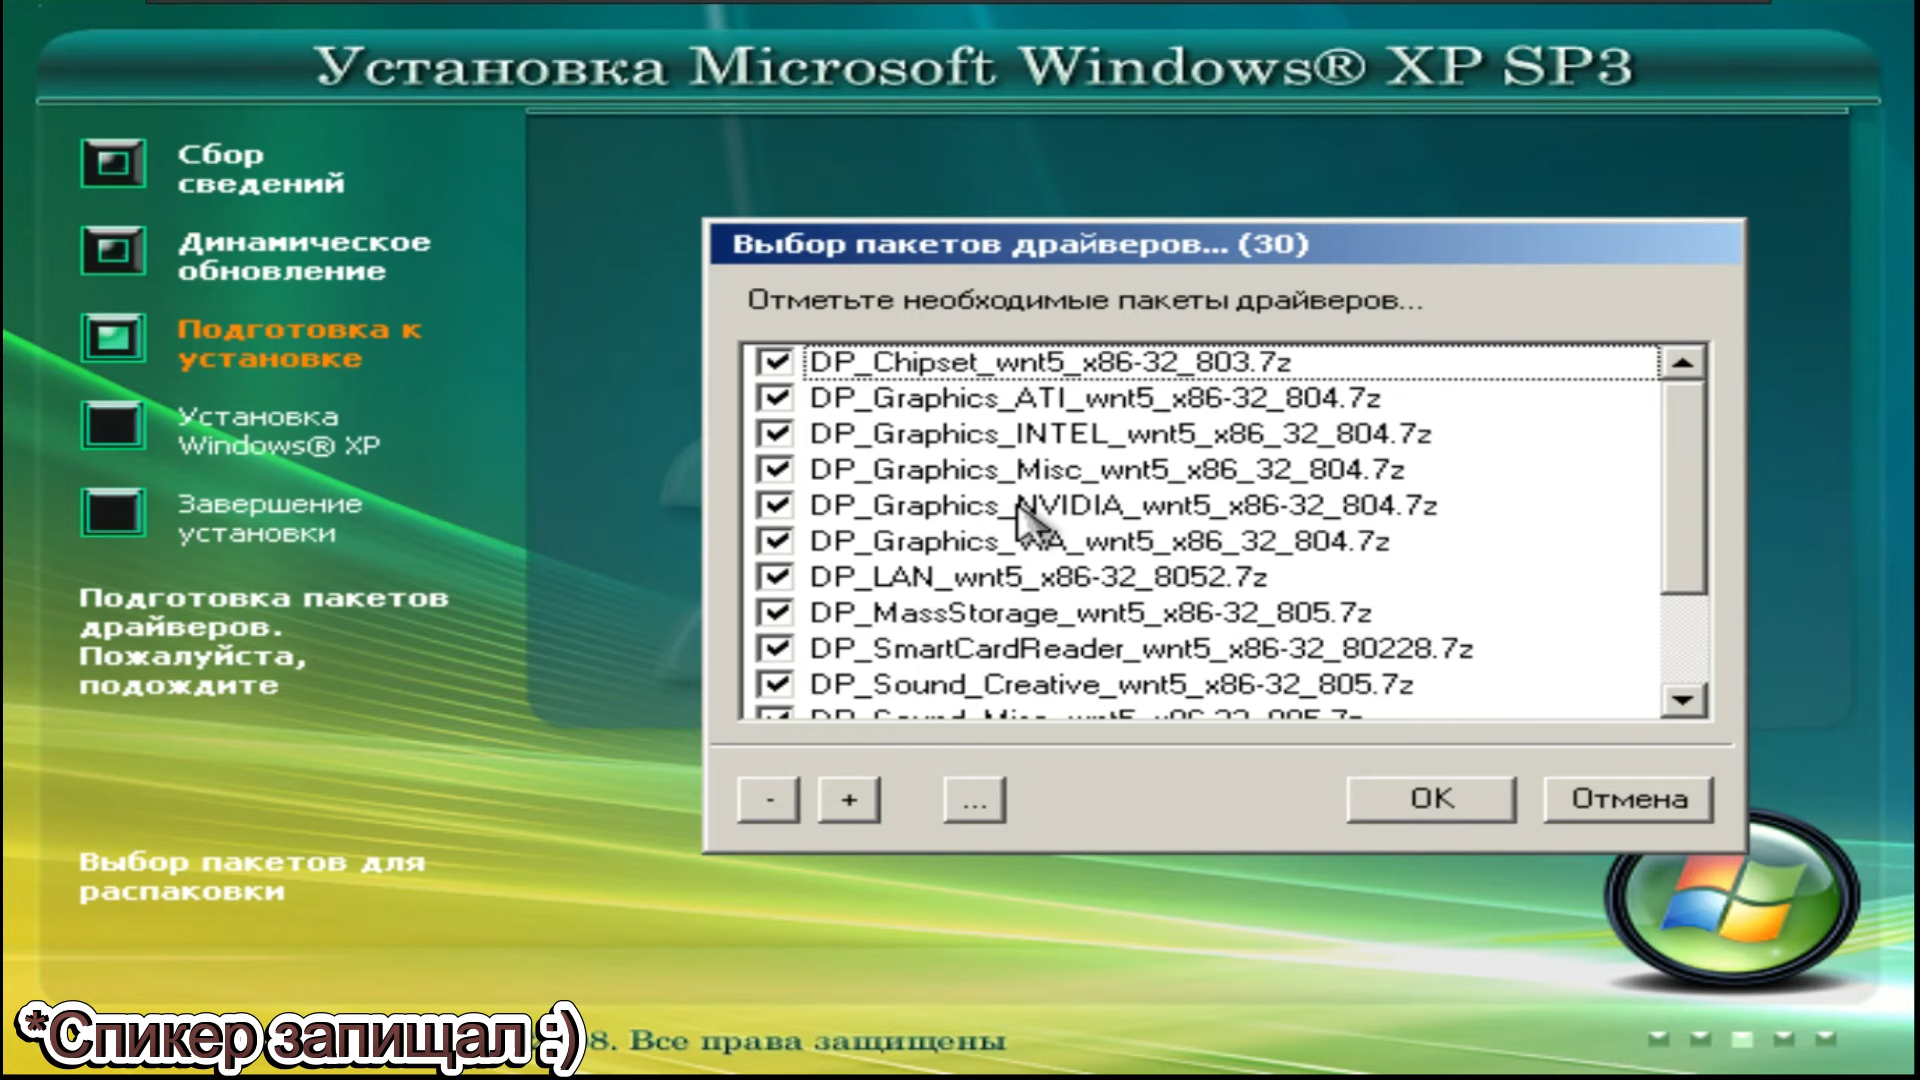 Установка Microsoft Windows® XP SP3
Сбор
сведений
Динамическое
обновление
Подготовка к
установке
Установка
Windows® XP
Завершение
установки
Подготовка пакетов
драйверов.
Пожалуйста,
подождите
Выбор пакетов для
распаковки
Выбор пакетов драйверов... (30)
Отметьте необходимые пакеты драйверов...
DP_Chipset_wnt5_x86-32_803.7z
DP_Graphics_ATI_wnt5_x86-32_804.7z
DP_Graphics_INTEL_wnt5_x86_32_804.7z
DP_Graphics_Misc_wnt5_x86_32_804.7z
DP_Graphics_NVIDIA_wnt5_x86-32_804.7z
DP_Graphics_ _wnt5_x86_32_804.7z
DP_LAN_wnt5_x86-32_8052.7z
DP_MassStorage_wnt5_x86-32_805.7z
DP_SmartCardReader_wnt5_x86-32_80228.7z
DP_Sound_Creative_wnt5_x86-32_805.7z
- + ... OK Отмена
*Спикер запищал :)
8. Все права защищены